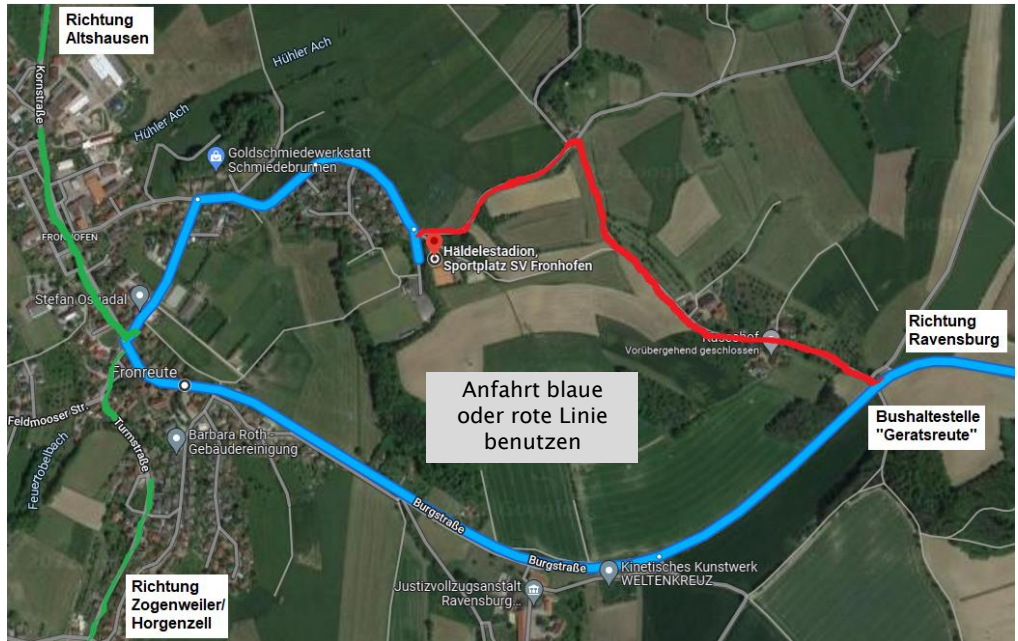 Richtung
Altshausen
Kornstraße
Hühler Ach
Hühler Ach
Goldschmiedewerkstatt
Schmiedebrunnen
FRONHOFEN
Häldelestadion,
Sportplatz SV Fronhofen
Stefan Osnadal
Richtung
Ravensburg
Vorübergehend geschlossen
Fronreute
Anfahrt blaue
oder rote Linie
benutzen
Bushaltestelle
"Geratsreute"
Feldmooser Str.
Turmstraße
Barbara Roth -
Gebäudereinigung
Feuertobelbach
Burgstraße
Burgstraße
Kinetisches Kunstwerk
WELTENKREUZ
Justizvollzugsanstalt
Ravensburg...
Richtung
Zogenweiler/
Horgenzell